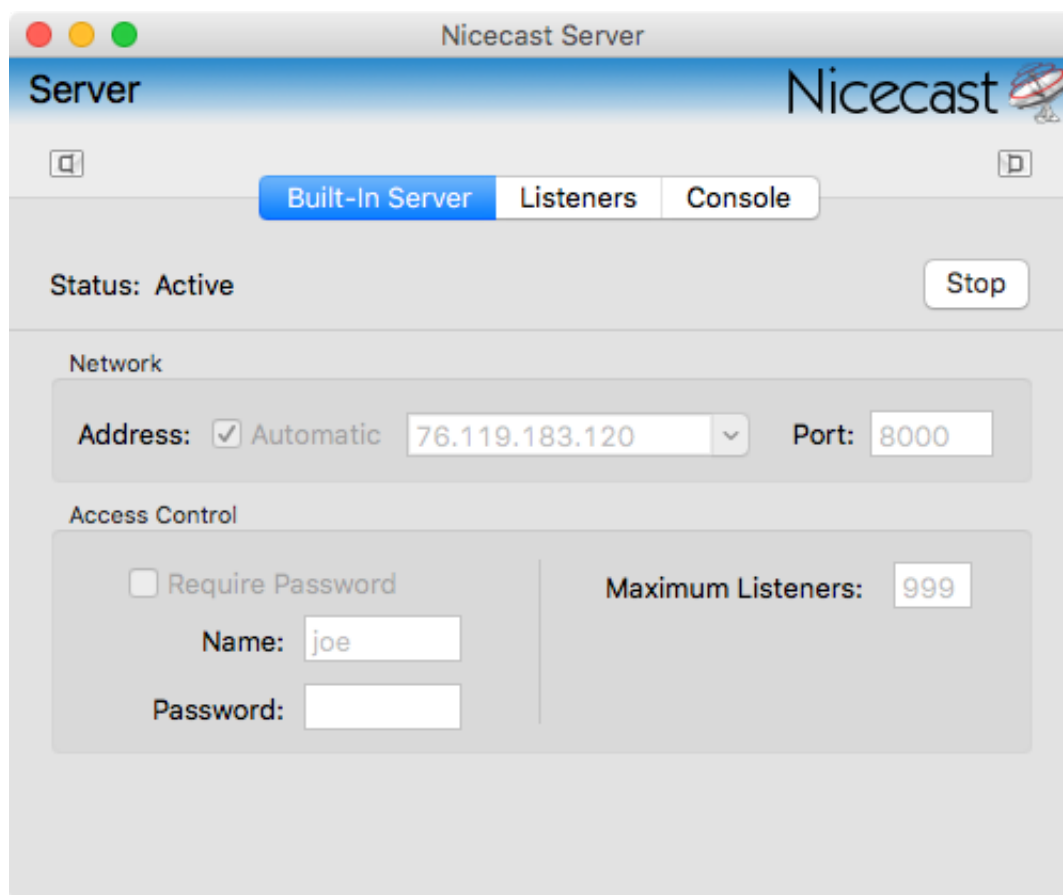 Nicecast Server
Server
Nicecast
Built-In Server Listeners Console
Status: Active Stop
Network
Address: Automatic 76.119.183.120 Port: 8000
Access Control
Require Password Maximum Listeners: 999
Name: joe
Password: